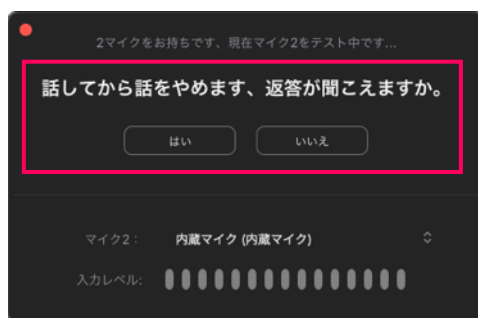 2マイクをお持ちです、現在マイク2をテスト中です...
話してから話をやめます、返答が聞こえますか。
はい
いいえ
マイク2：
内蔵マイク (内蔵マイク)
入力レベル: